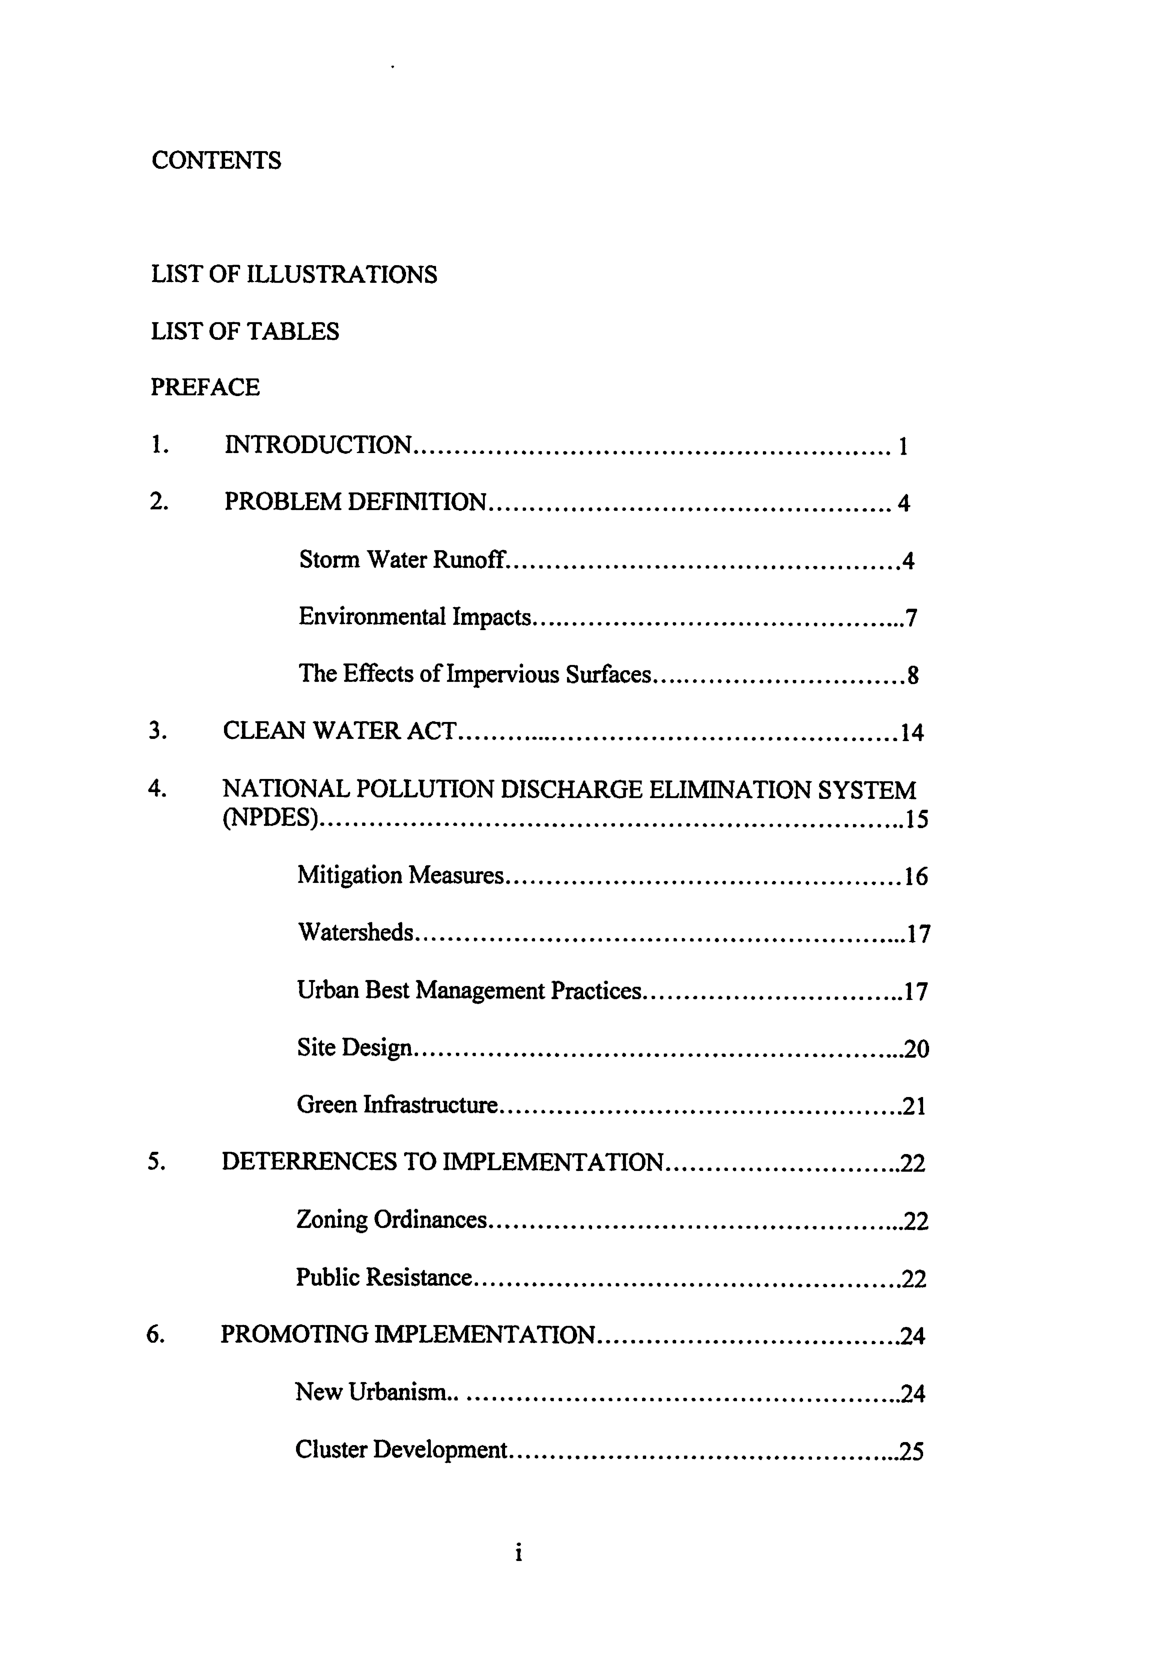 CONTENTS
LIST OF ILLUSTRATIONS
LIST OF TABLES
PREFACE
1. INTRODUCTION.......................................................... 1
2. PROBLEM DEFINITION................................................. 4
Storm Water Runoff................................................4
Environmental Impacts.............................................7
The Effects of Impervious Surfaces...............................8
3. CLEAN WATER ACT......................................................14
4. NATIONAL POLLUTION DISCHARGE ELIMINATION SYSTEM
(NPDES).......................................................................15
Mitigation Measures................................................16
Watersheds............................................................17
Urban Best Management Practices................................17
Site Design............................................................20
Green Infrastructure.................................................21
5. DETERRENCES TO IMPLEMENTATION.............................22
Zoning Ordinances...................................................22
Public Resistance....................................................22
6. PROMOTING IMPLEMENTATION.....................................24
New Urbanism.. .....................................................24
Cluster Development................................................25
i